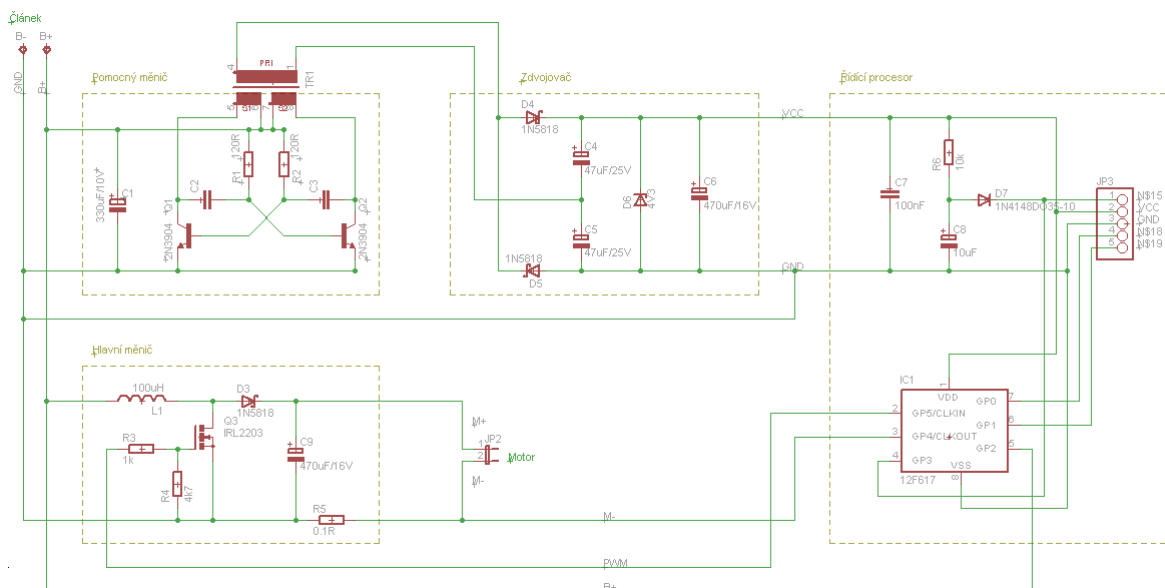 Článek
B-
B+
GND
B+
Pomocný měnič
4
PRI
1
TR1
5
S1
6
7
S2
8
120R
R1
120R
R2
C1
330uF/10V
C2
C3
Q1
2N3904
Q2
2N3904
Zdvojovač
D4
1N5818
C4
47uF/25V
D6
4V3
C6
470uF/16V
C5
47uF/25V
1N5818
D5
VCC
GND
Řídící procesor
C7
100nF
R6
10k
D7
1N4148DO35-10
C8
10uF
JP3
1
2
3
4
5
N$15
VCC
GND
N$18
N$19
Hlavní měnič
100uH
L1
D3
1N5818
Q3
IRL2203
R3
1k
R4
4k7
C9
470uF/16V
R5
0.1R
M+
JP2
1
2
Motor
M-
M-
PWM
B+
IC1
1
VDD
2
GP5/CLKIN
3
GP4/CLKOUT
4
GP3
GP0
7
GP1
6
GP2
5
VSS
8
12F617